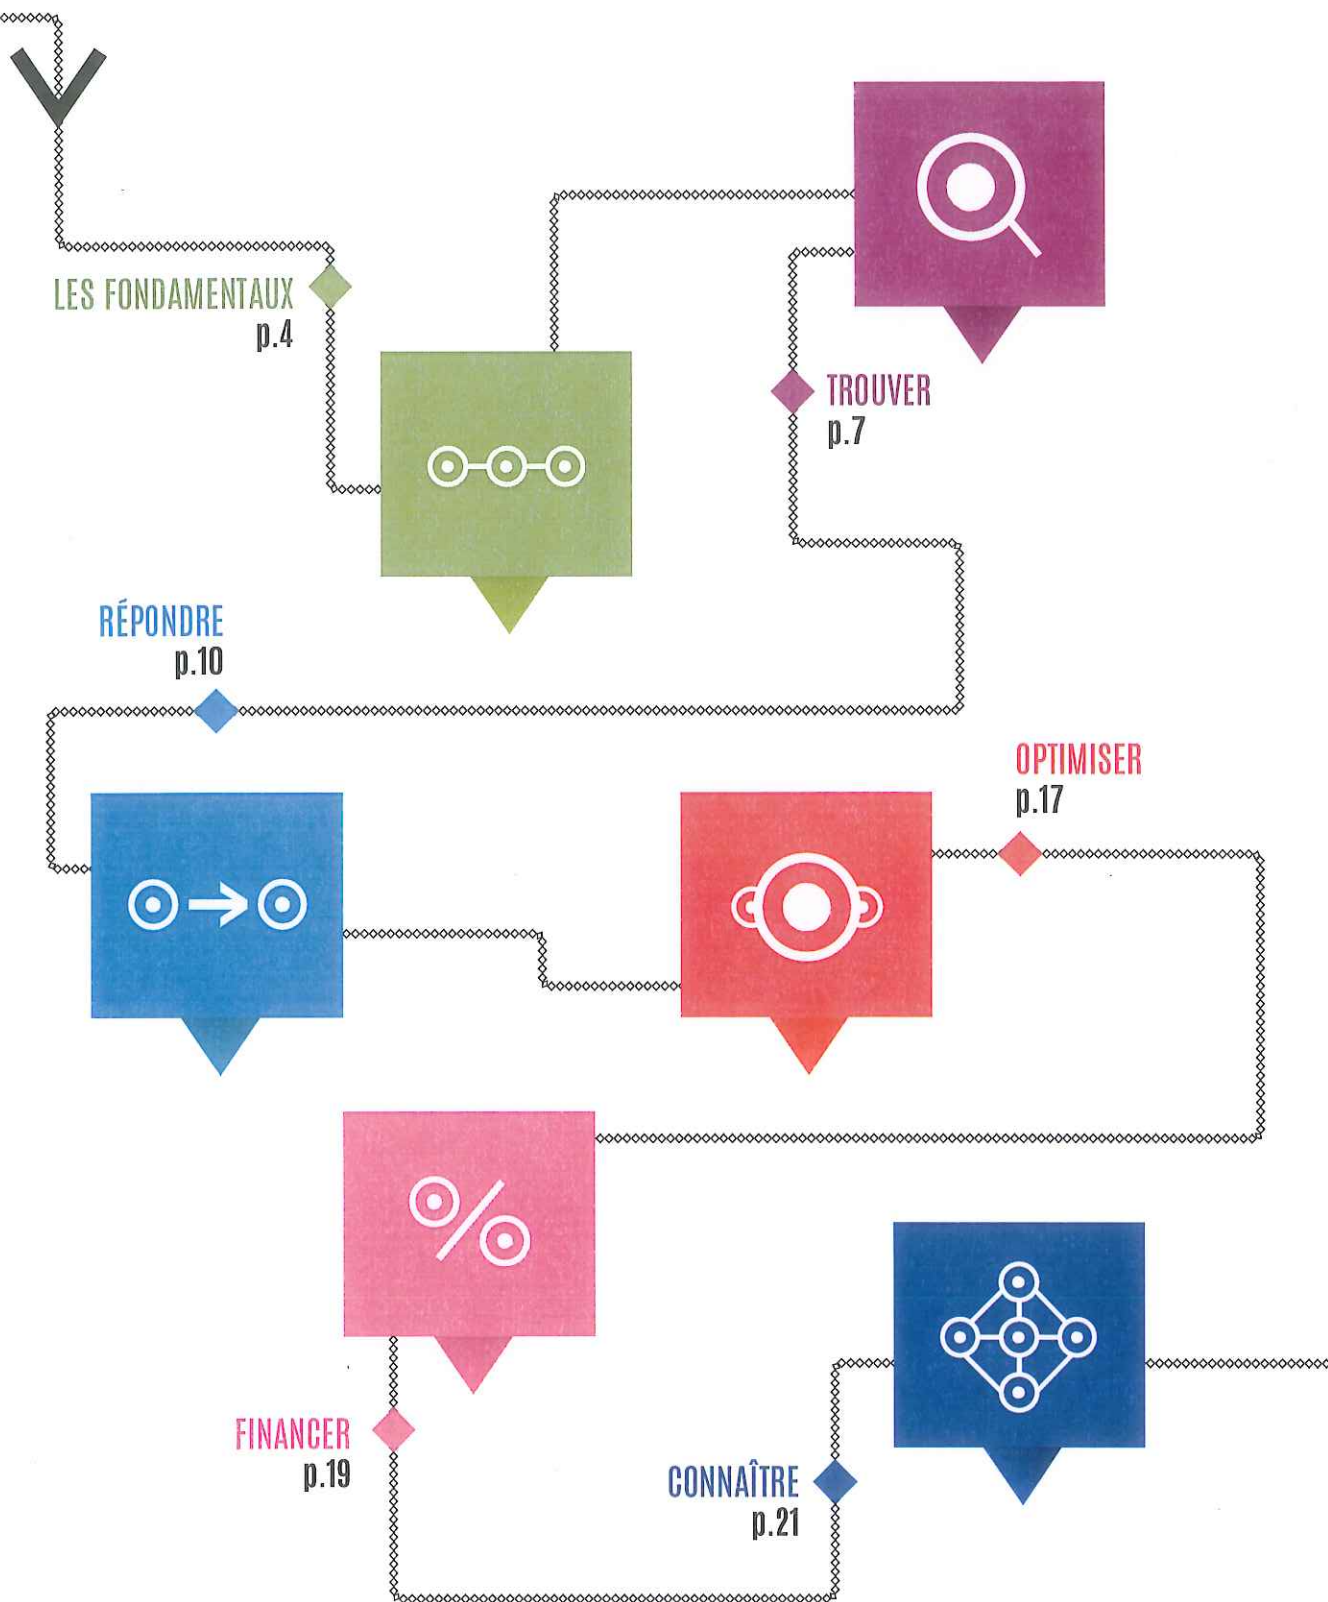 LES FONDAMENTAUX
p.4
TROUVER
p.7
RÉPONDRE
p.10
OPTIMISER
p.17
FINANCER
p.19
CONNAÎTRE
p.21